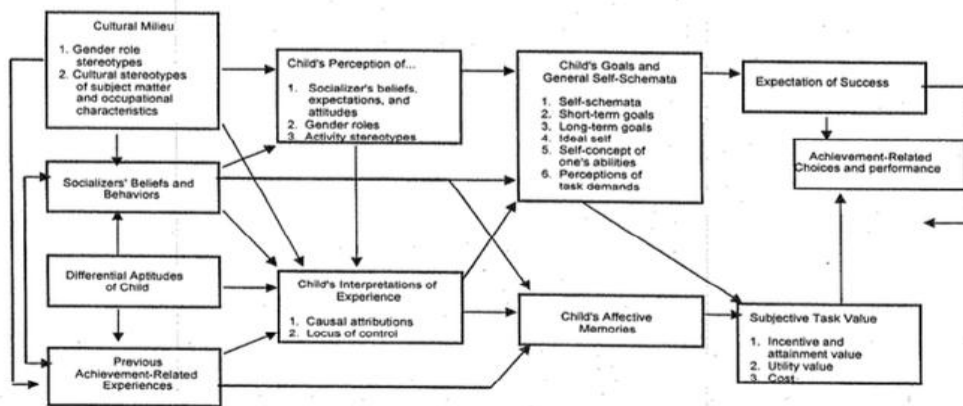 Cultural Milieu
1. Gender role
stereotypes
2. Cultural stereotypes
of subject matter
and occupational
characteristics
Socializers' Beliefs and
Behaviors
Differential Aptitudes
of Child
Previous
Achievement-Related
Experiences
Child's Perception of...
1. Socializer's beliefs,
expectations, and
attitudes
2. Gender roles
3. Activity stereotypes
Child's Interpretations of
Experience
1. Causal attributions
2. Locus of control
Child's Goals and
General Self-Schemata
1. Self-schemata
2. Short-term goals
3. Long-term goals
4. Ideal self
5. Self-concept of
one's abilities
6. Perceptions of
task demands
Child's Affective
Memories
Expectation of Success
Achievement-Related
Choices and performance
Subjective Task Value
1. Incentive and
attainment value
2. Utility value
3. Cost